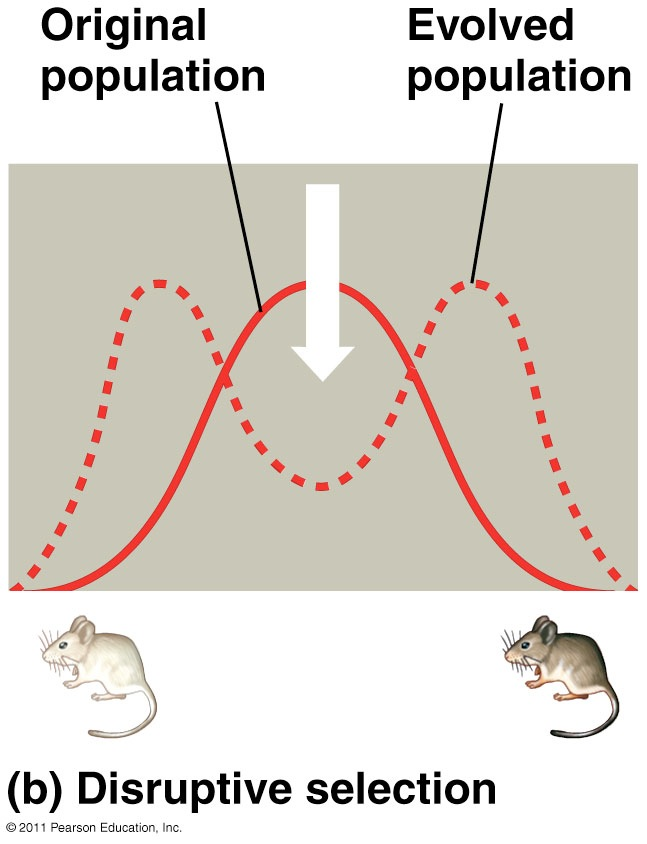 Original
population
Evolved
population
(b) Disruptive selection
© 2011 Pearson Education, Inc.